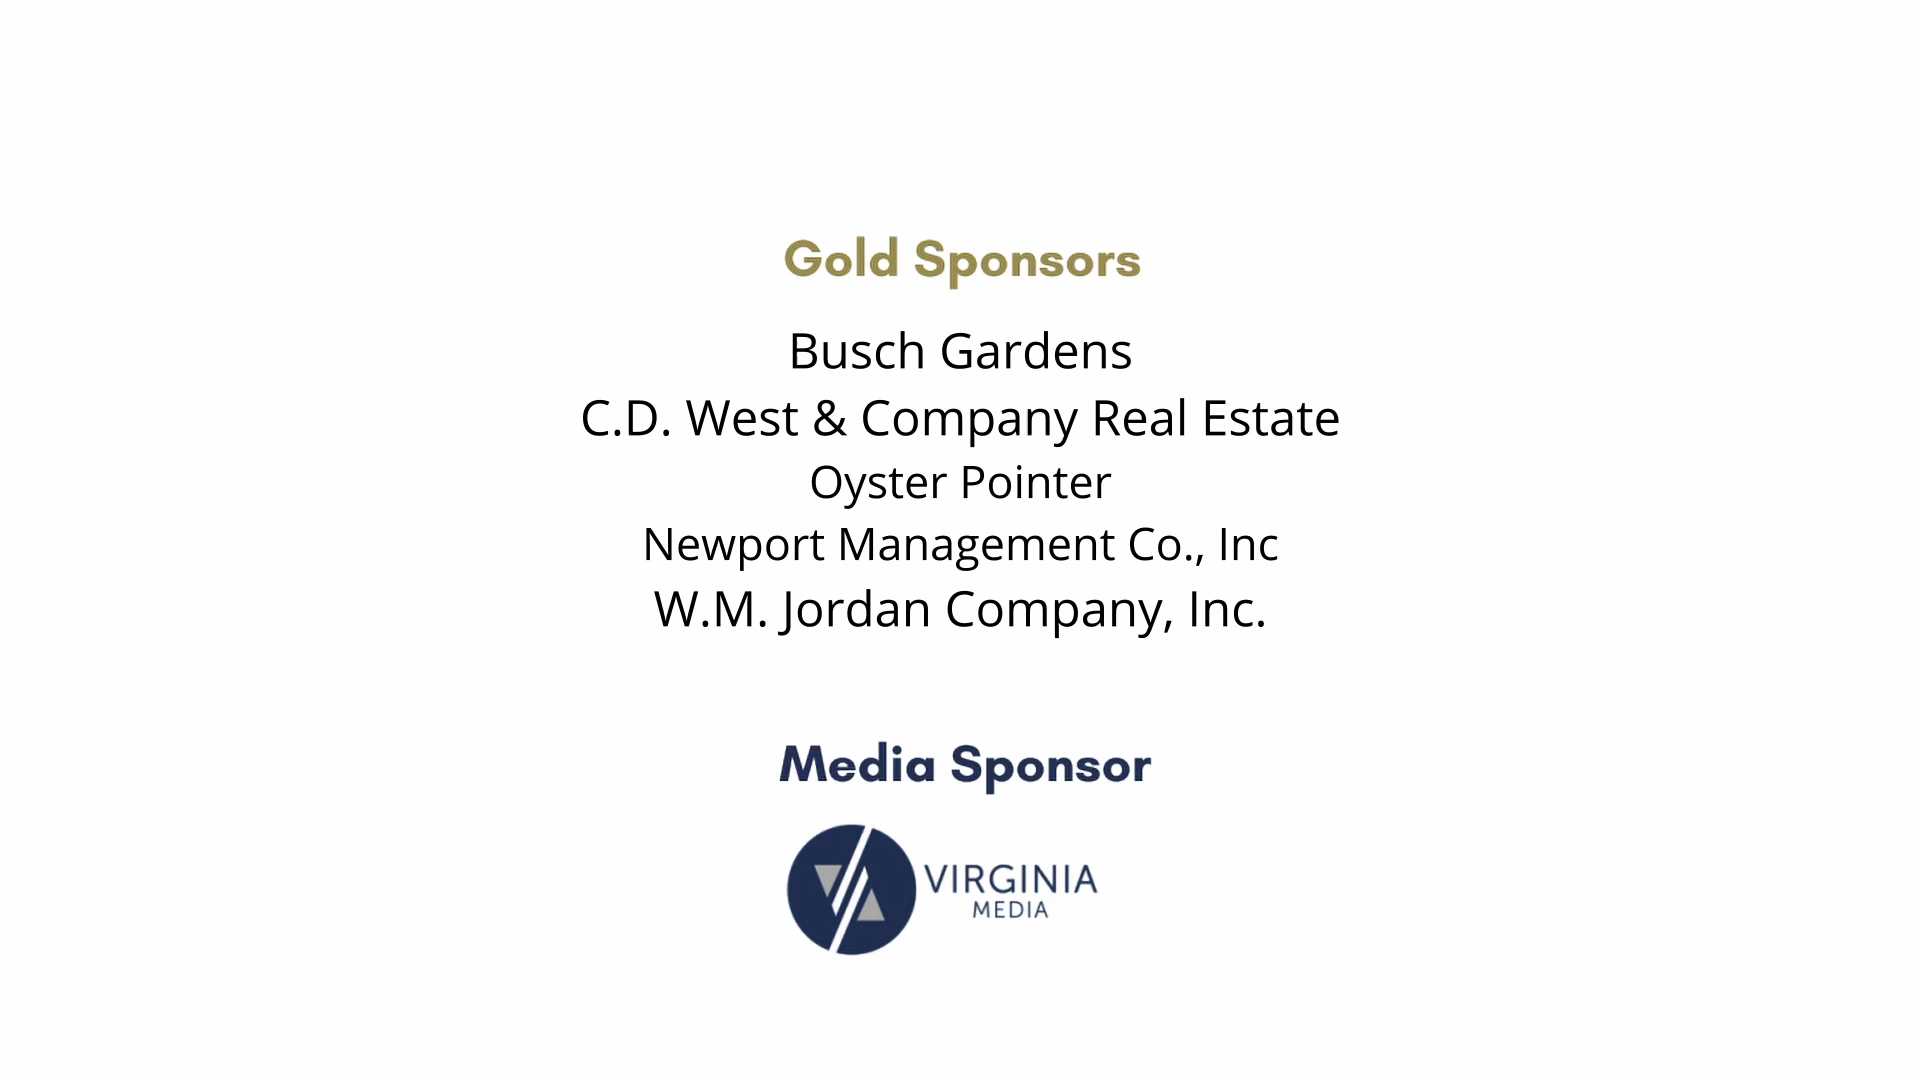 Gold Sponsors
Busch Gardens
C.D. West & Company Real Estate
Oyster Pointer
Newport Management Co., Inc
W.M. Jordan Company, Inc.
Media Sponsor
VIRGINIA
MEDIA